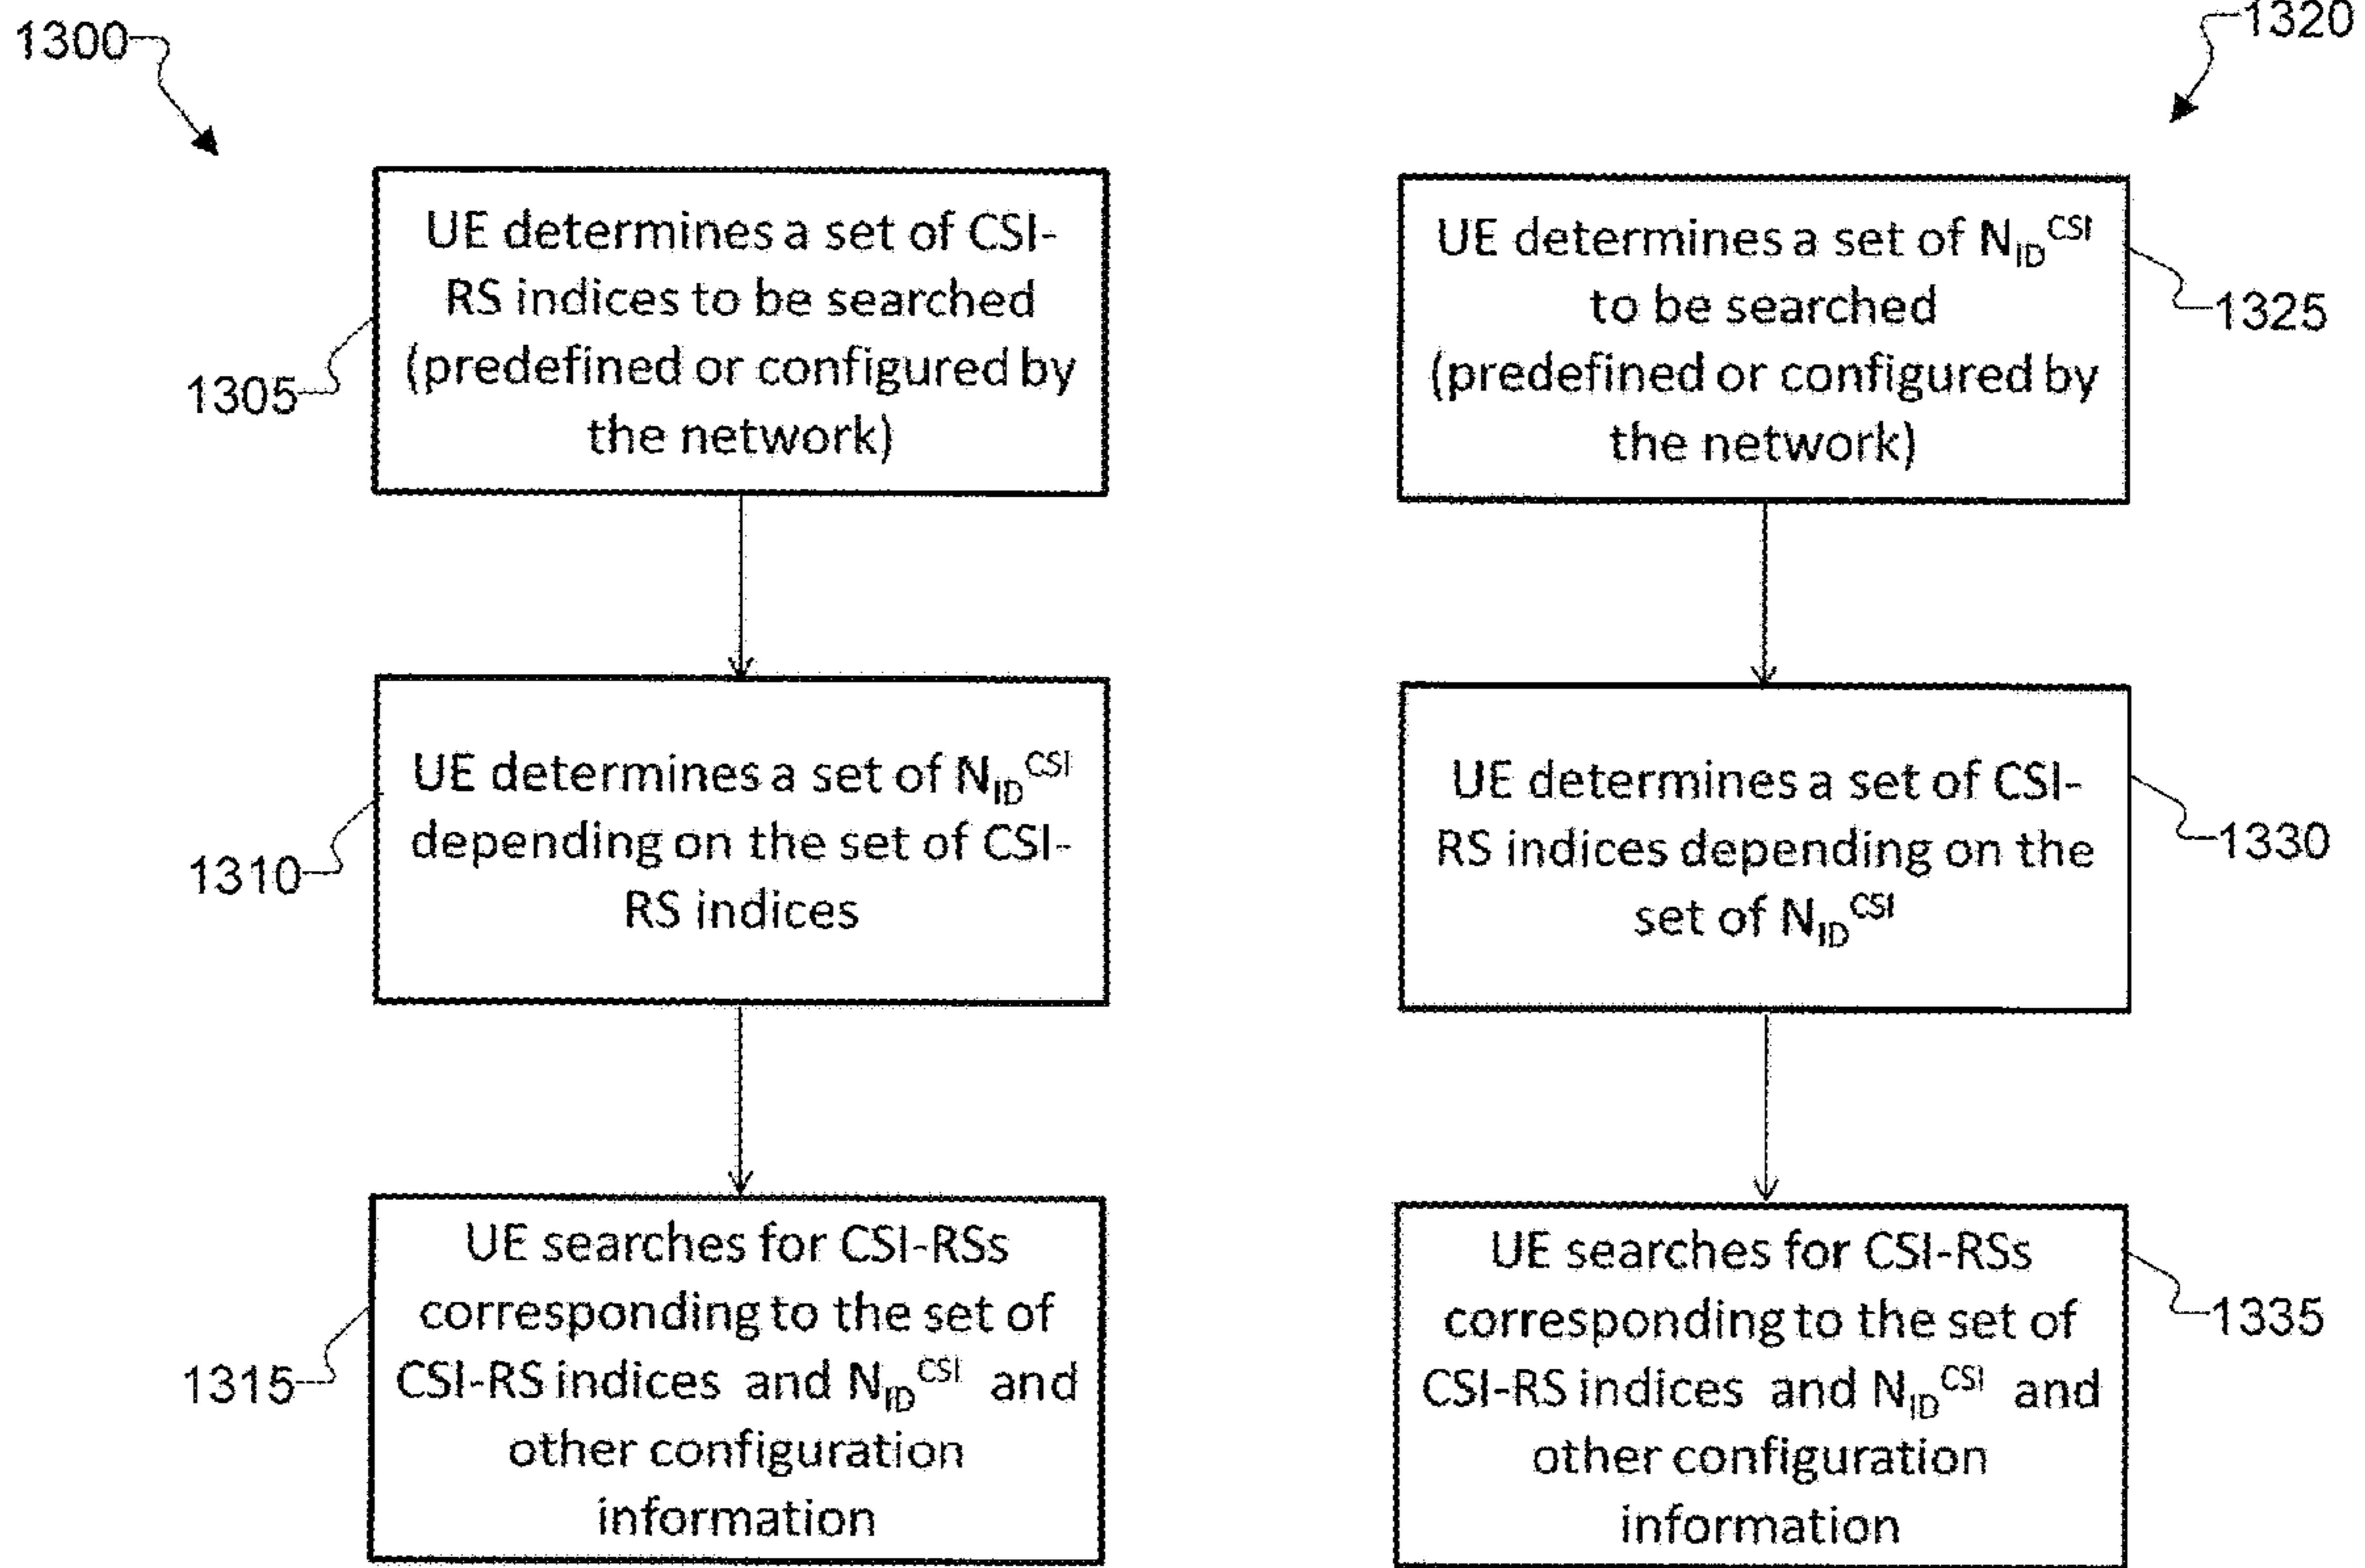 1300
UE determines a set of CSI-
RS indices to be searched
(predefined or configured by
the network)
1305
UE determines a set of N_ID^CSI
depending on the set of CSI-
RS indices
1310
UE searches for CSI-RSs
corresponding to the set of
CSI-RS indices and N_ID^CSI and
other configuration
information
1315
1320
UE determines a set of N_ID^CSI
to be searched
(predefined or configured by
the network)
1325
UE determines a set of CSI-
RS indices depending on the
set of N_ID^CSI
1330
UE searches for CSI-RSs
corresponding to the set of
CSI-RS indices and N_ID^CSI and
other configuration
information
1335